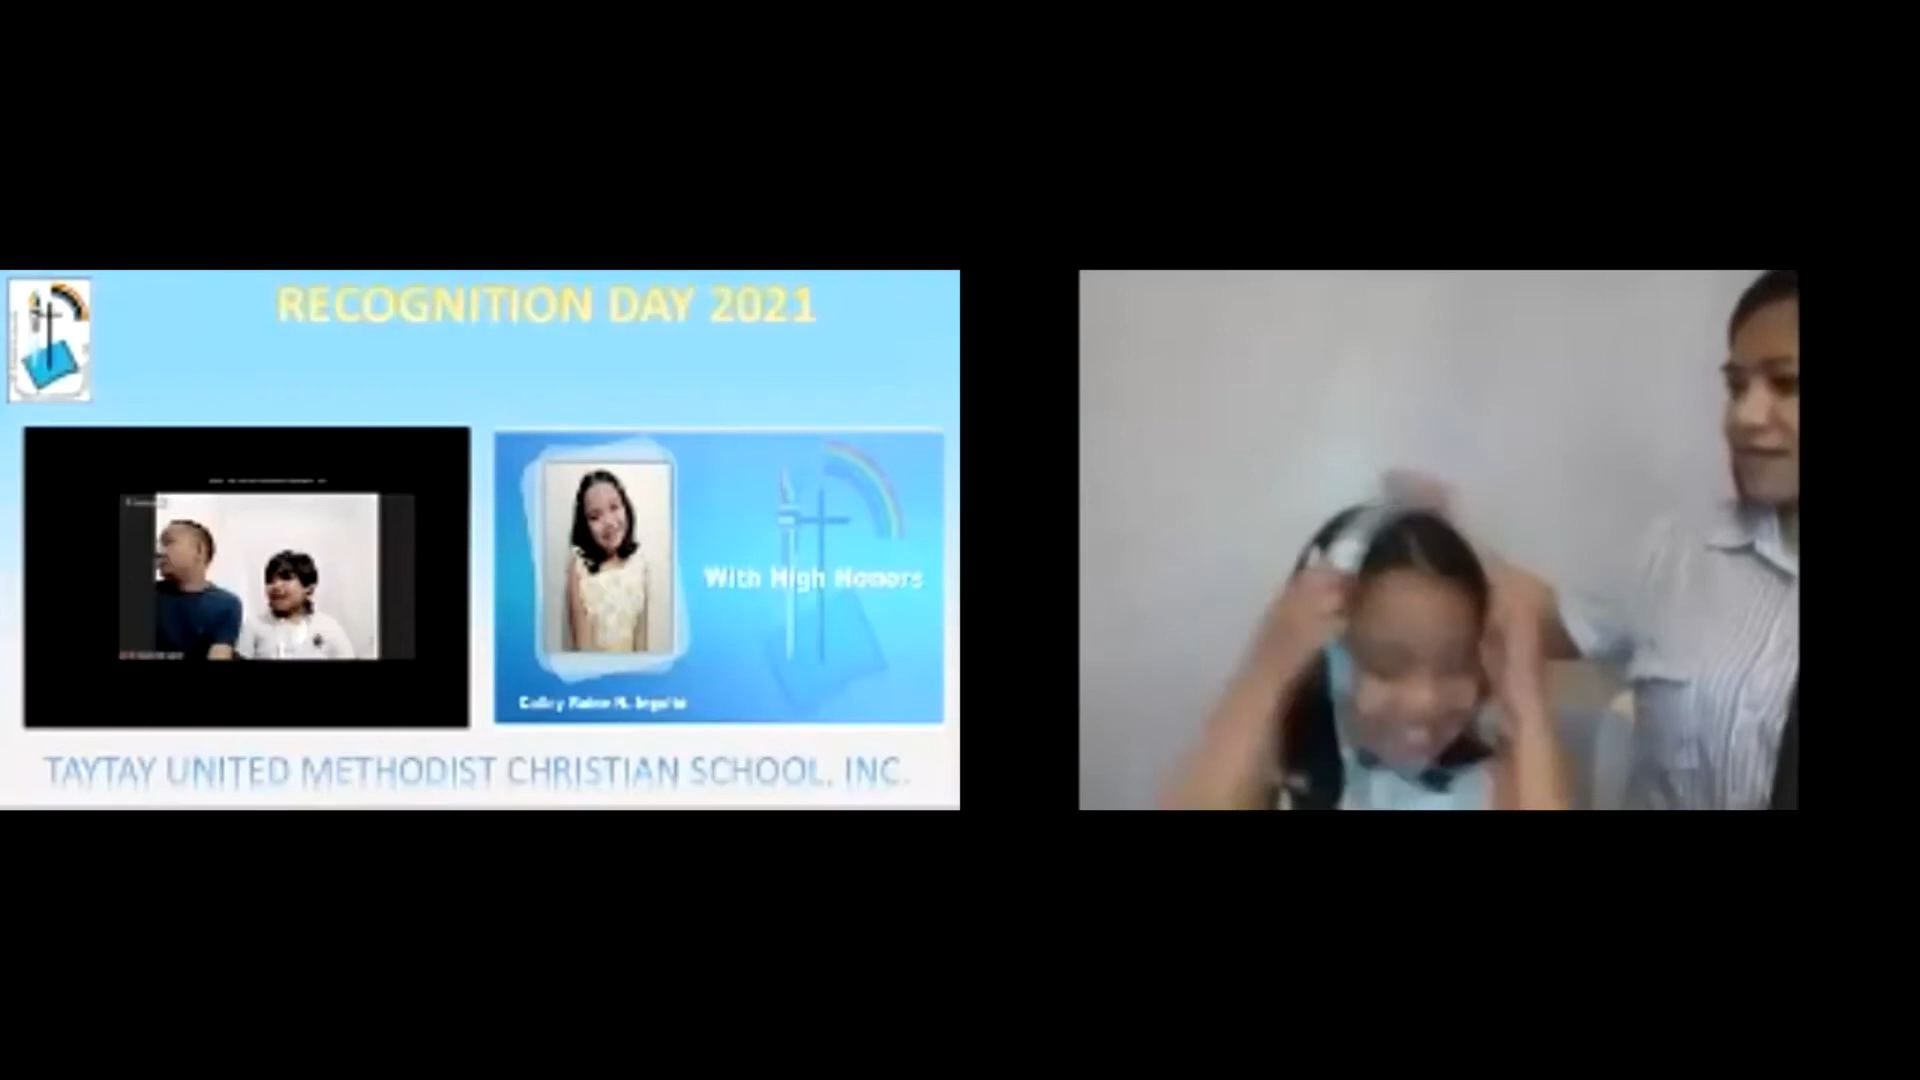 RECOGNITION DAY 2021
With High Honors
TAYTAY UNITED METHODIST CHRISTIAN SCHOOL, INC.